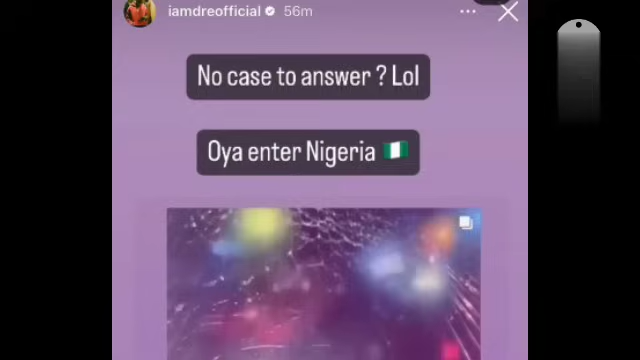 iamdreofficial 56m
No case to answer ? Lol
Oya enter Nigeria 🇳🇬